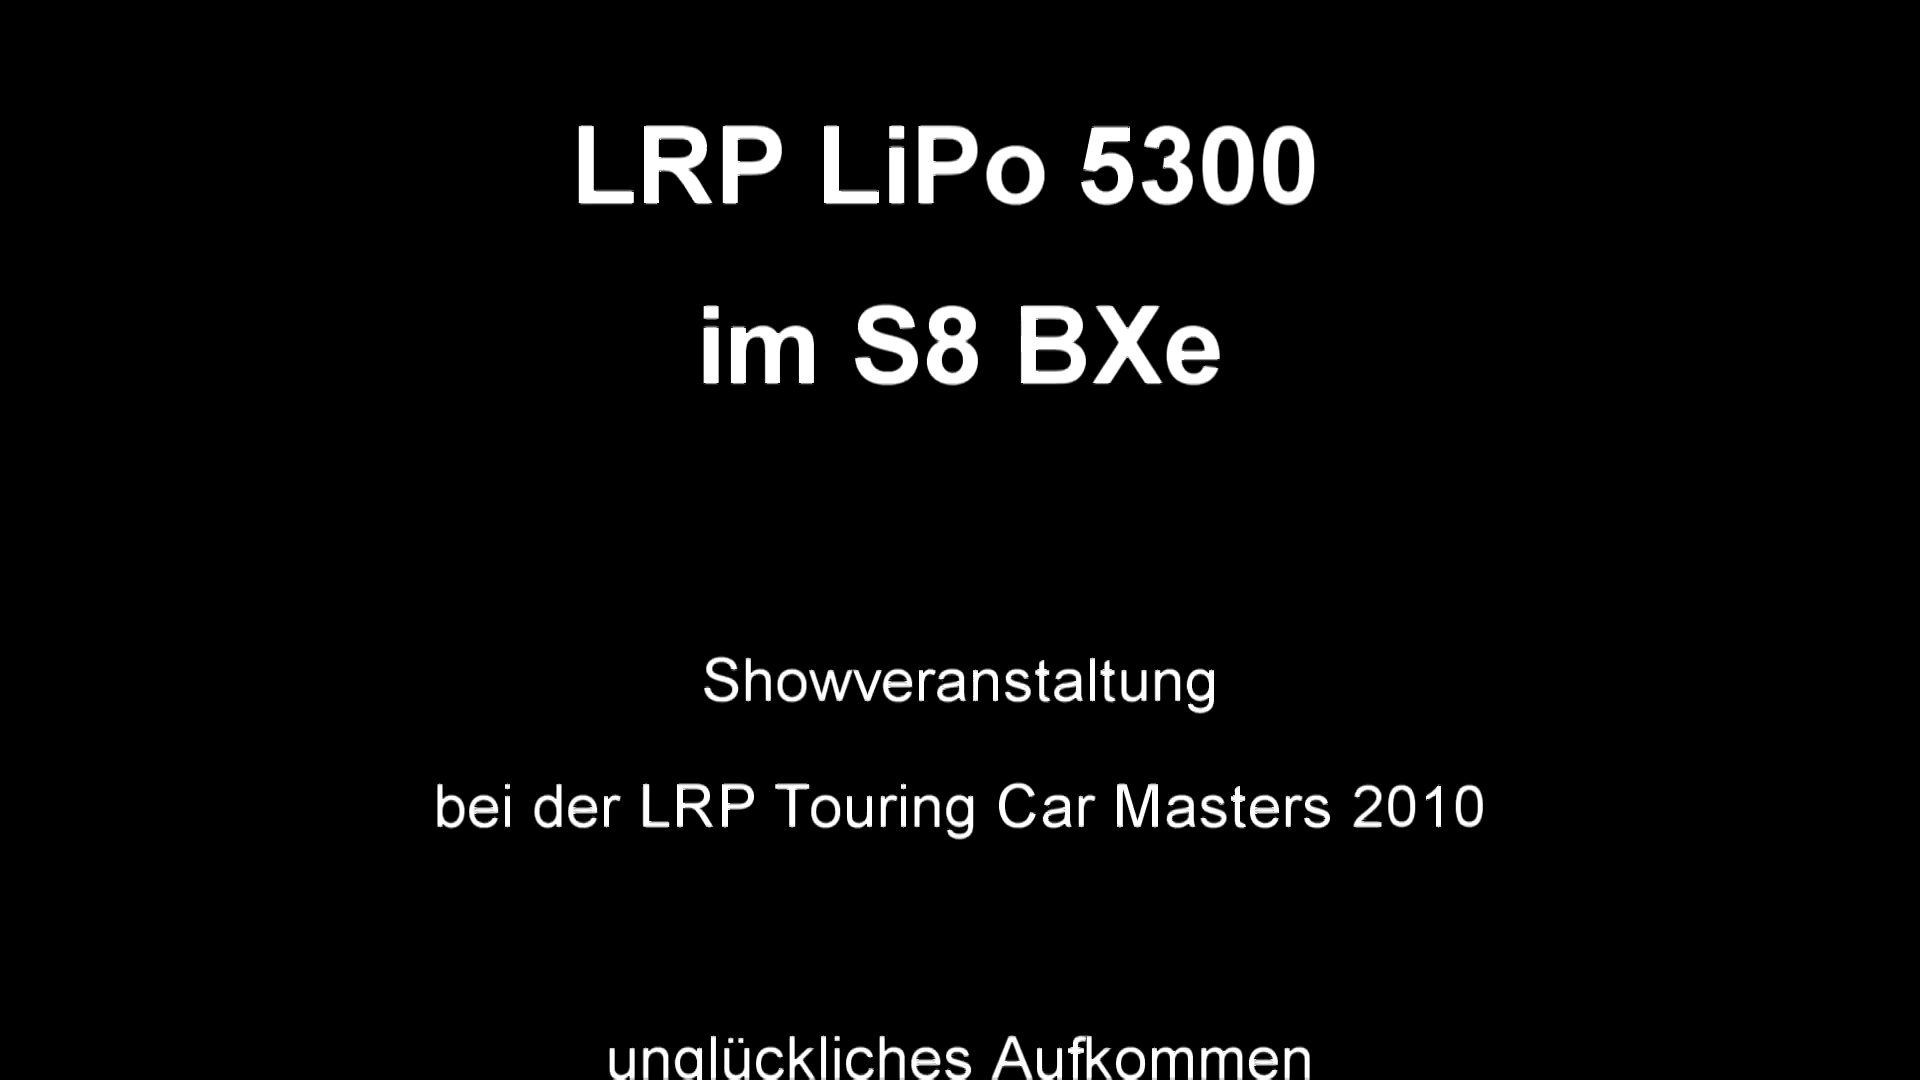 LRP LiPo 5300
im S8 BXe
Showveranstaltung
bei der LRP Touring Car Masters 2010
unglückliches Aufkommen